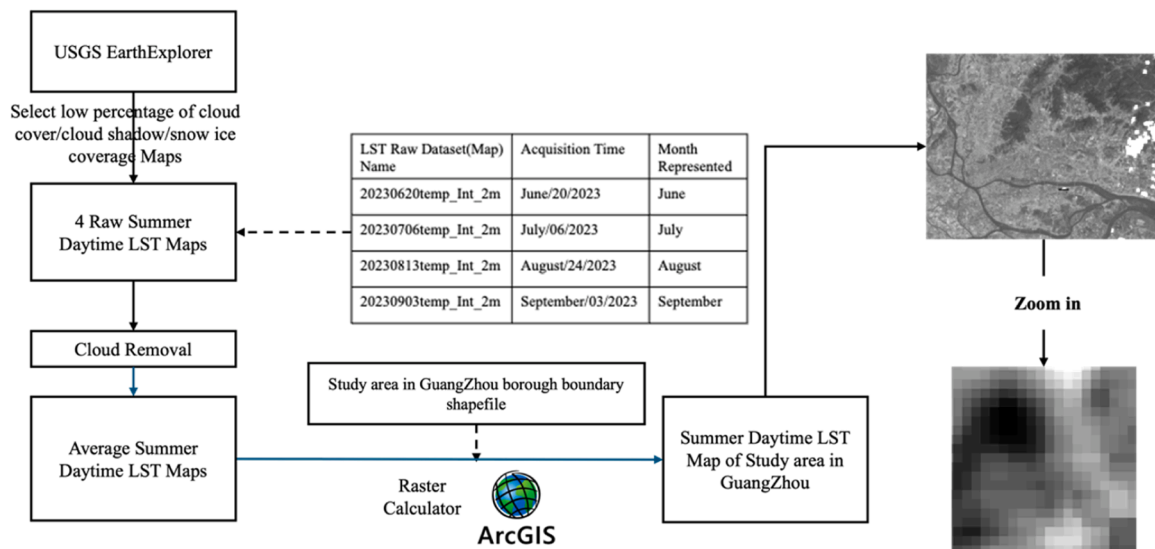 USGS EarthExplorer
Select low percentage of cloud
cover/cloud shadow/snow ice
coverage Maps
4 Raw Summer
Daytime LST Maps
LST Raw Dataset(Map) Acquisition Time Month
Name Represented
20230620temp_Int_2m June/20/2023 June
20230706temp_Int_2m July/06/2023 July
20230813temp_Int_2m August/24/2023 August
20230903temp_Int_2m September/03/2023 September
Cloud Removal
Average Summer
Daytime LST Maps
Study area in GuangZhou borough boundary
shapefile
Raster
Calculator
ArcGIS
Summer Daytime LST
Map of Study area in
GuangZhou
Zoom in